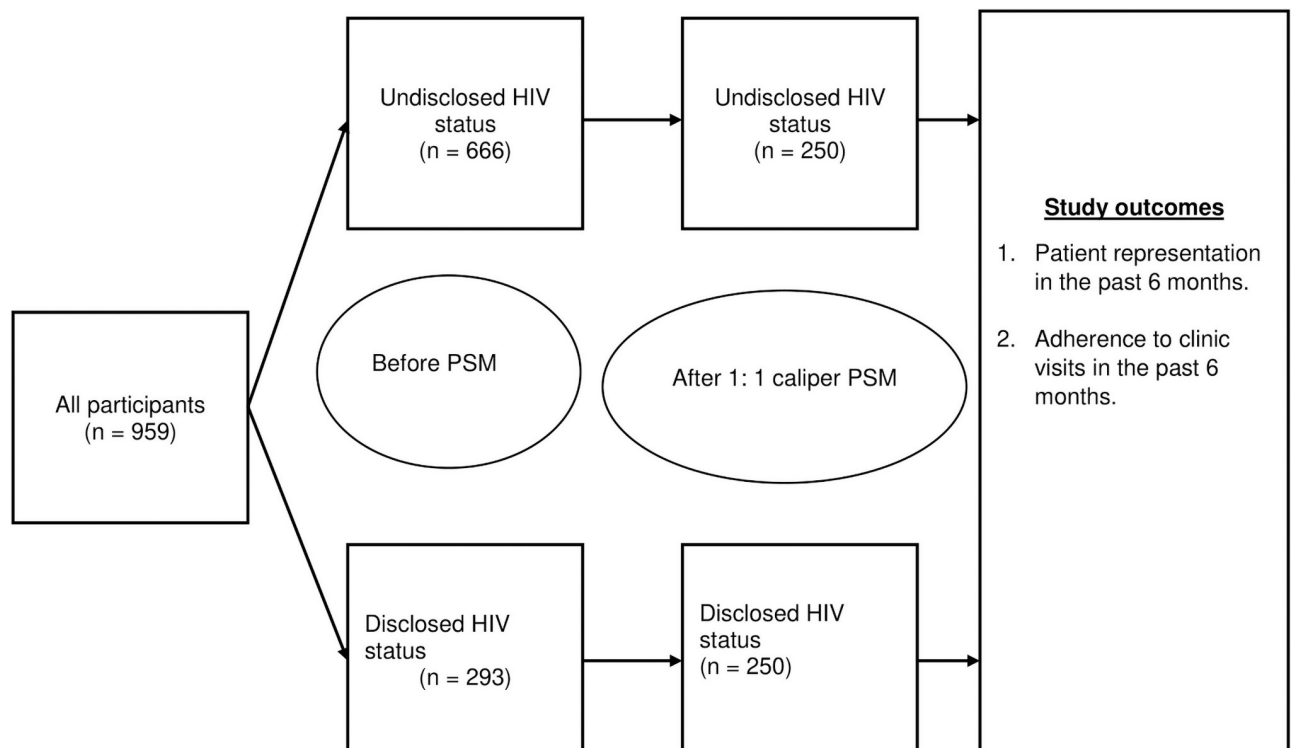 All participants
(n = 959)
Undisclosed HIV
status
(n = 666)
Undisclosed HIV
status
(n = 250)
Before PSM
After 1: 1 caliper PSM
Disclosed HIV
status
(n = 293)
Disclosed HIV
status
(n = 250)
Study outcomes
1. Patient representation
in the past 6 months.
2. Adherence to clinic
visits in the past 6
months.